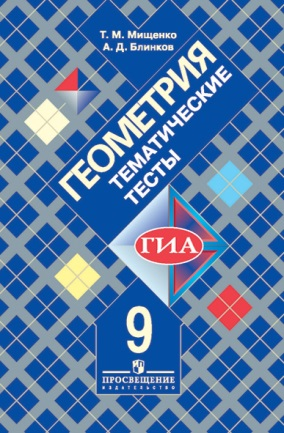 Т. М. Мищенко
А. Д. Блинков
ГЕОМЕТРИЯ
ТЕМАТИЧЕСКИЕ
ТЕСТЫ
ГИА
9
ПРОСВЕЩЕНИЕ
ИЗДАТЕЛЬСТВО